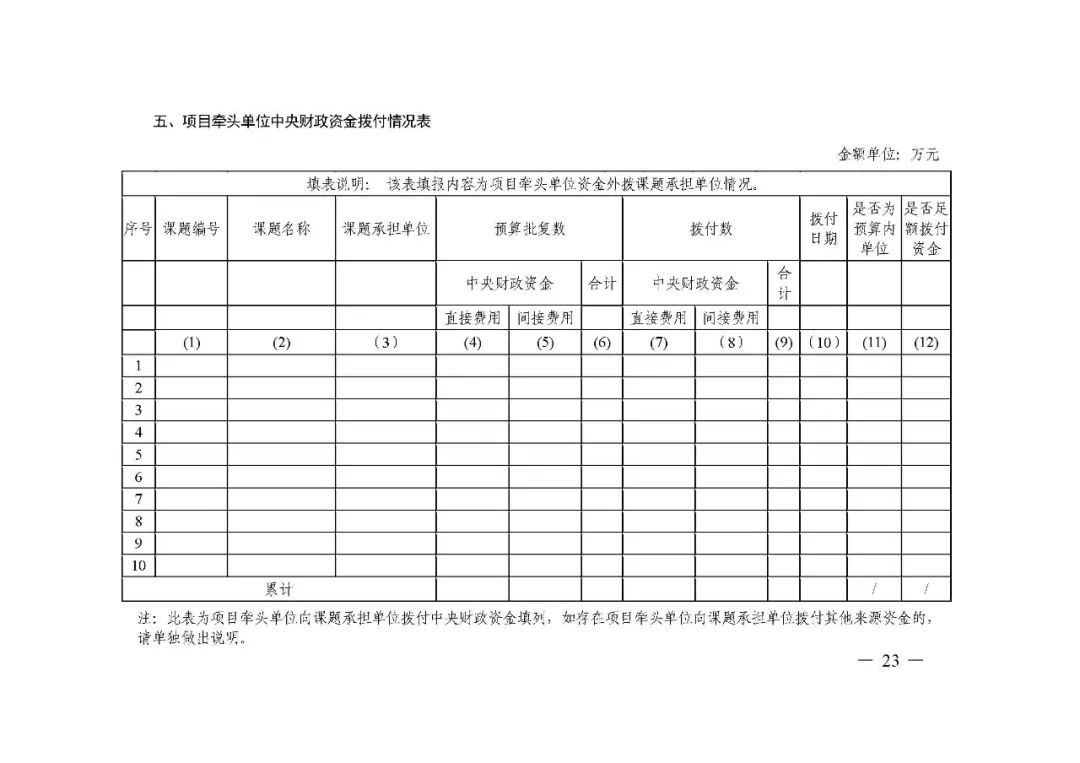 五、项目牵头单位中央财政资金拨付情况表
金额单位：万元
填表说明： 该表填报内容为项目牵头单位资金外拨课题承担单位情况。
序号 课题编号 课题名称 课题承担单位 预算批复数 拨付数 拨付日期 是否为预算内单位 是否足额拨付资金
中央财政资金 合计 中央财政资金 合计
直接费用 间接费用 直接费用 间接费用
(1) (2) （3） (4) (5) (6) (7) （8） (9) （10） (11) (12)
1
2
3
4
5
6
7
8
9
10
累计 / /
注：此表为项目牵头单位向课题承担单位拨付中央财政资金填列，如存在项目牵头单位向课题承担单位拨付其他来源资金的，
请单独做出说明。
— 23 —